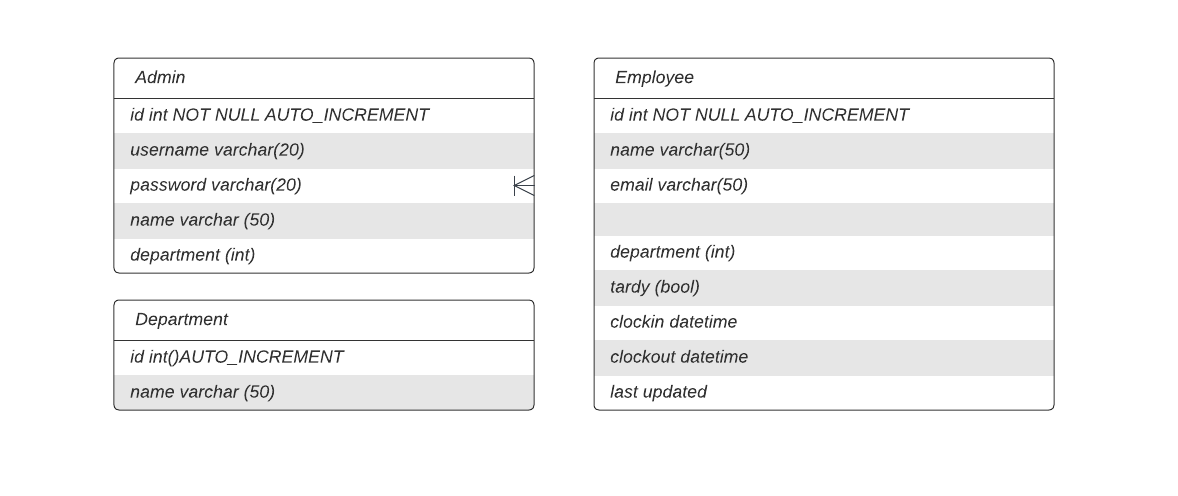 Admin
id int NOT NULL AUTO_INCREMENT
username varchar(20)
password varchar(20)
name varchar (50)
department (int)
Department
id int()AUTO_INCREMENT
name varchar (50)
Employee
id int NOT NULL AUTO_INCREMENT
name varchar(50)
email varchar(50)
department (int)
tardy (bool)
clockin datetime
clockout datetime
last updated